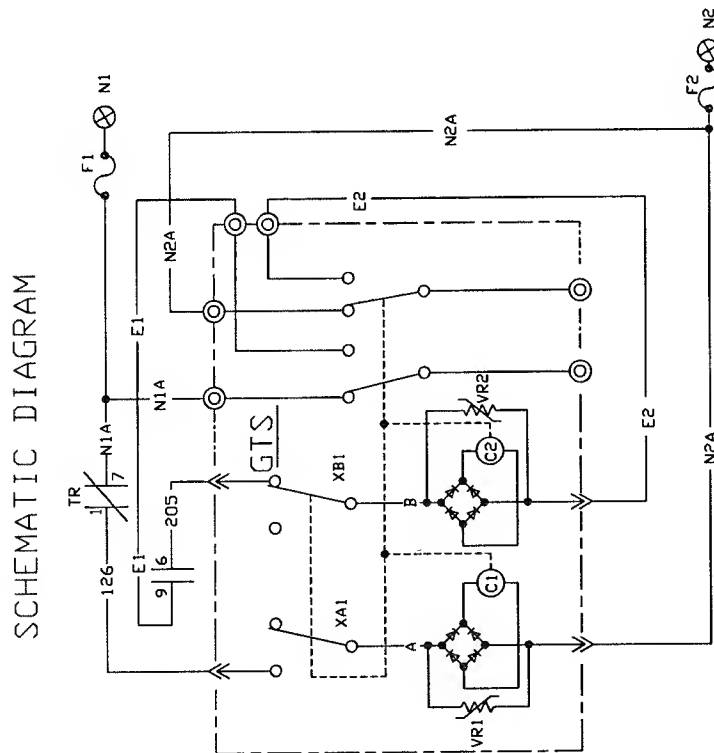 SCHEMATIC DIAGRAM
N1
F1
TR
1
7
N1A
126
E1
9
6
205
E1
N2A
N1A
N2A
F2
N2
E2
GTS
XA1
XB1
A
B
C1
C2
VR1
VR2
E2
N2A